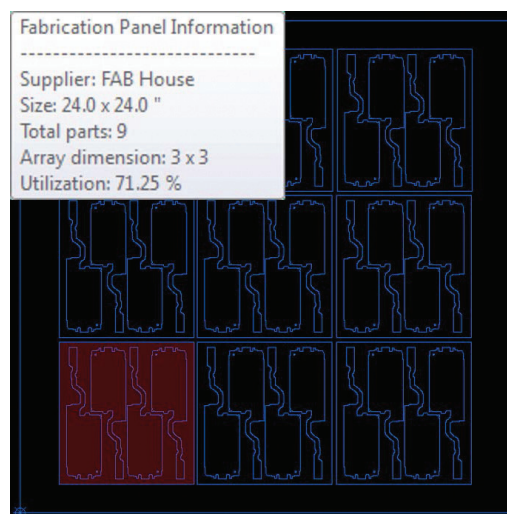 Fabrication Panel Information
----------------------------
Supplier: FAB House
Size: 24.0 x 24.0 "
Total parts: 9
Array dimension: 3 x 3
Utilization: 71.25 %